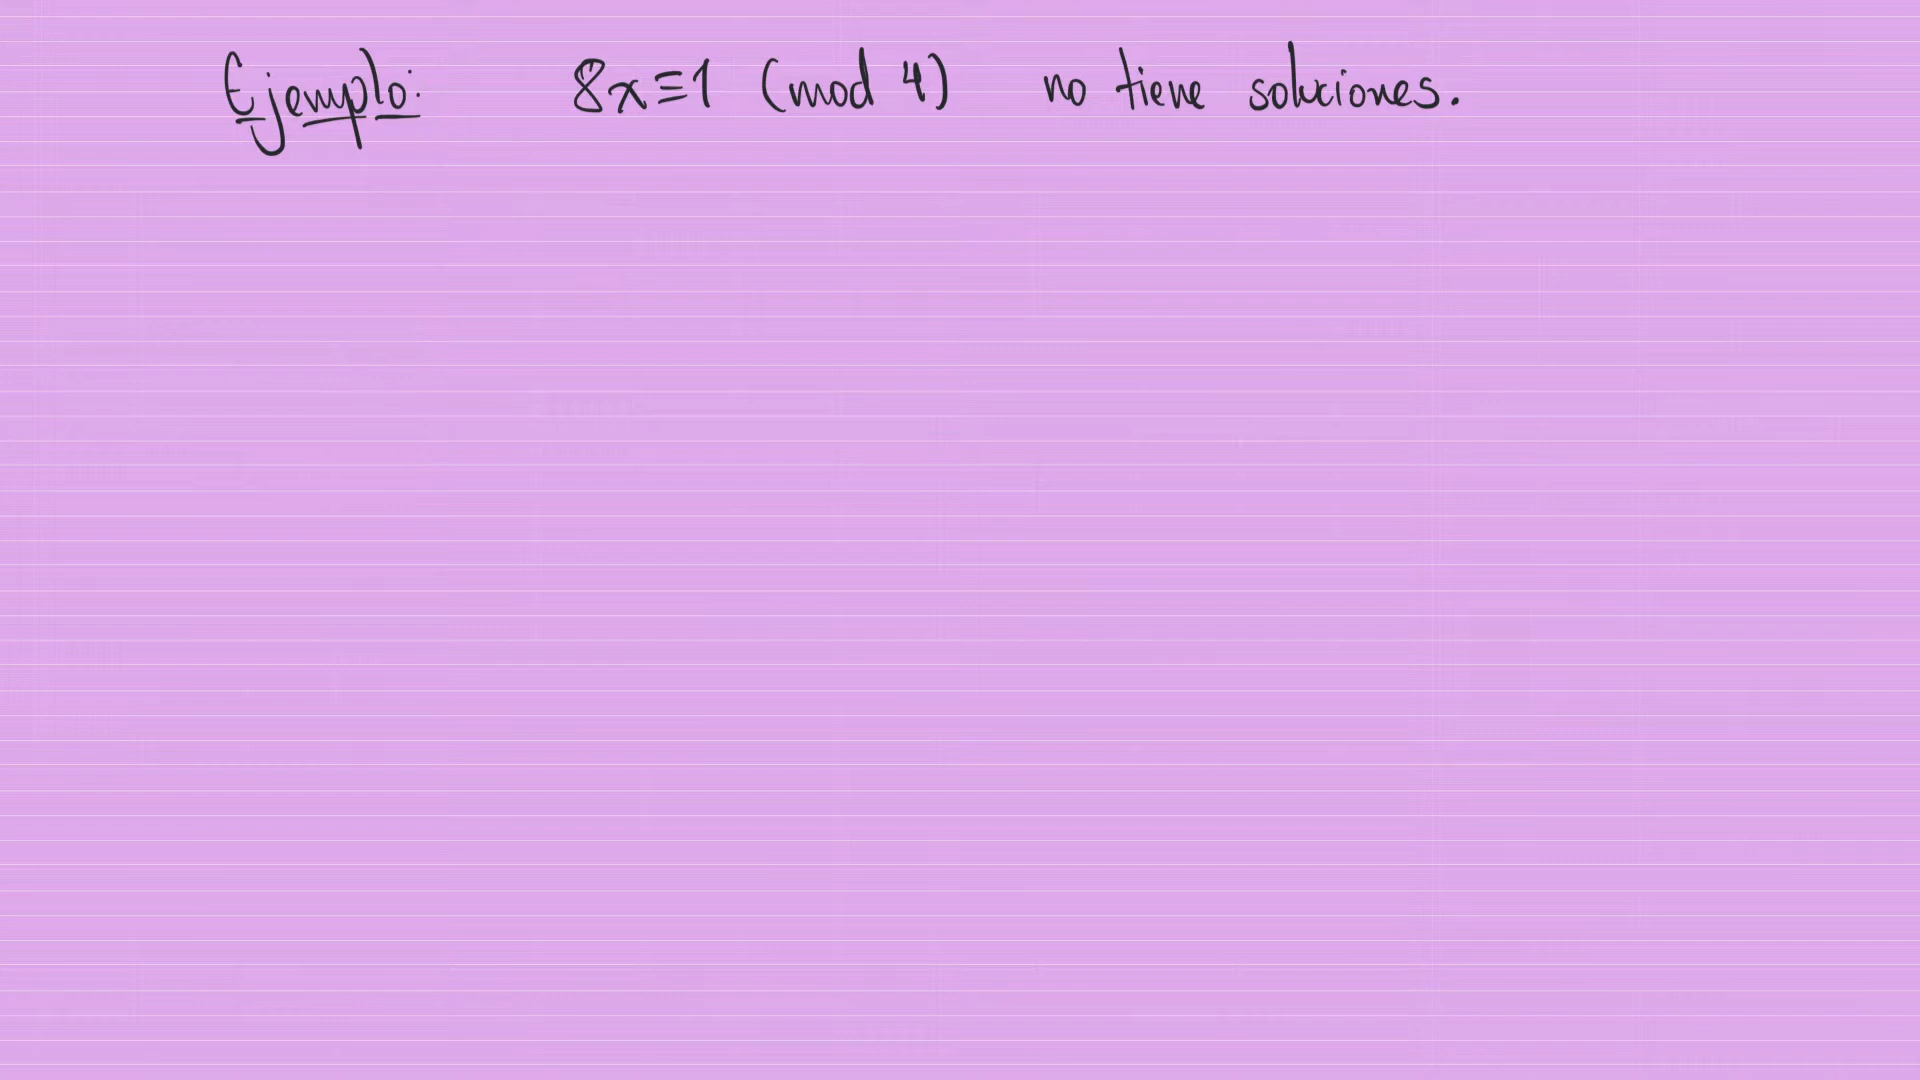 Ejemplo: 8x≡1 (mod 4) no tiene soluciones.